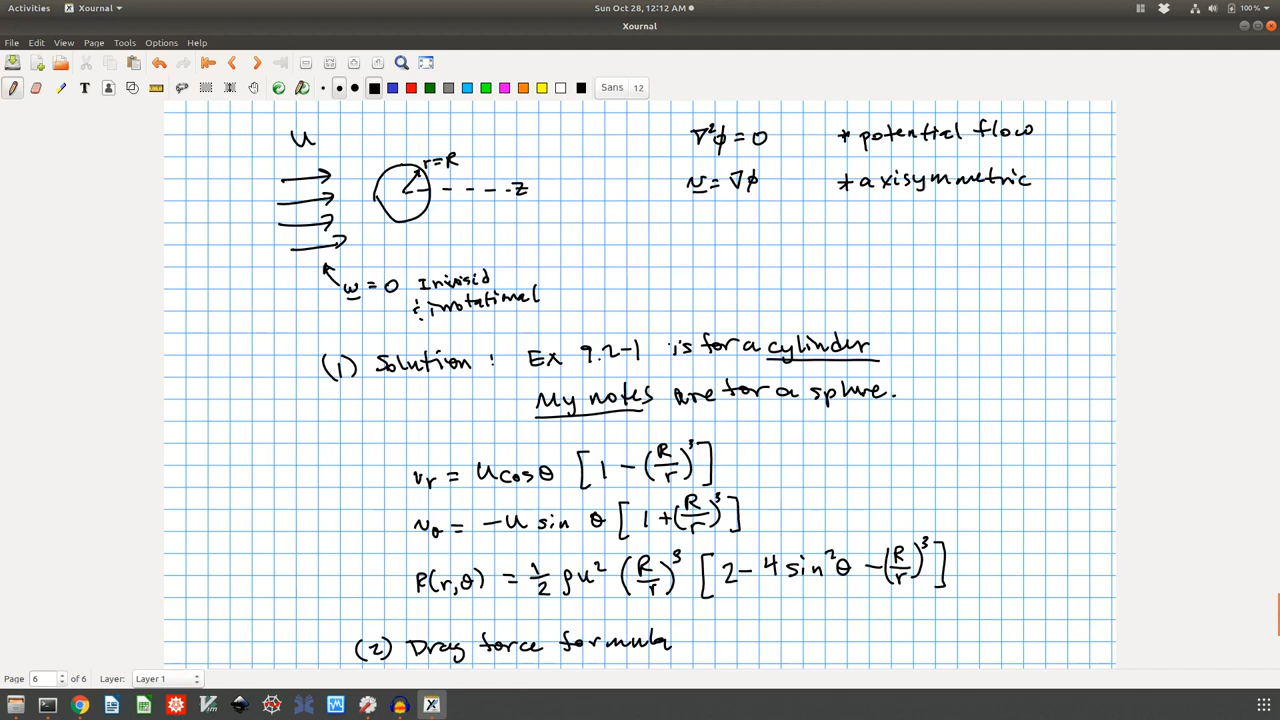 Activities Xournal Sun Oct 28, 12:12 AM 100 %
Xournal
File Edit View Page Tools Options Help
Sans 12
U
r=R
z
∇²ϕ = 0 * potential flow
v = ∇ϕ * axisymmetric
w = 0 Inviscid
& irrotational
(1) Solution : Ex 9.2-1 is for a cylinder
My notes are for a sphere.
vr = U cos θ [1 - (R/r)³]
vθ = -U sin θ [1 + (R/r)³]
P(r,θ) = ½ ρU² (R/r)³ [2 - 4 sin²θ - (R/r)³]
(2) Drag force formula
Page 6 of 6 Layer: Layer 1